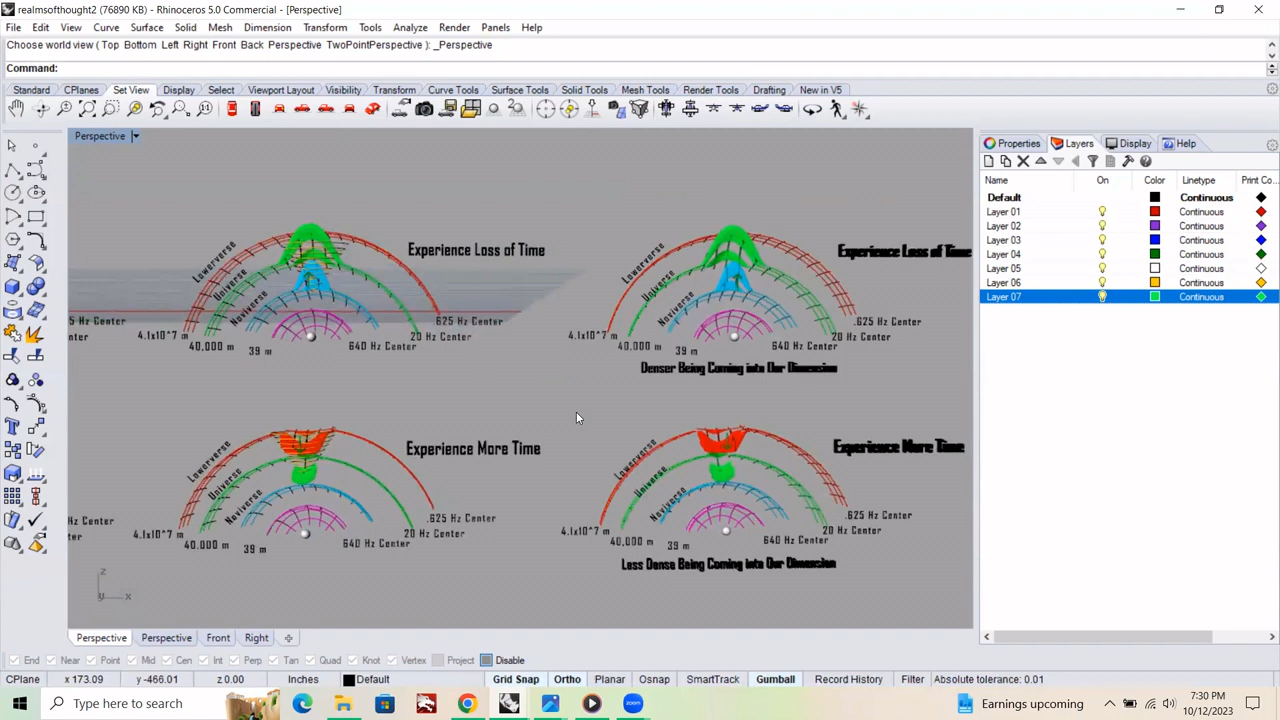 realmsofthought2 (76890 KB) - Rhinoceros 5.0 Commercial - [Perspective]
File Edit View Curve Surface Solid Mesh Dimension Transform Tools Analyze Render Panels Help
Choose world view ( Top Bottom Left Right Front Back Perspective TwoPointPerspective ): _Perspective
Command:
Standard CPlanes Set View Display Select Viewport Layout Visibility Transform Curve Tools Surface Tools Solid Tools Mesh Tools Render Tools Drafting New in V5
Perspective
Properties Layers Display Help
Name On Color Linetype Print Co...
Default Continuous
Layer 01 Continuous
Layer 02 Continuous
Layer 03 Continuous
Layer 04 Continuous
Layer 05 Continuous
Layer 06 Continuous
Layer 07 Continuous
Lowerverse
Universe
Noviverse
Experience Loss of Time
5 Hz Center
nter
4.1x10^7 m
40,000 m
39 m
640 Hz Center
20 Hz Center
.625 Hz Center
Lowerverse
Universe
Noviverse
Experience Loss of Time
4.1x10^7 m
40,000 m
39 m
640 Hz Center
20 Hz Center
.625 Hz Center
Denser Being Coming into Our Dimension
Lowerverse
Universe
Noviverse
Experience More Time
Hz Center
ter
4.1x10^7 m
40,000 m
39 m
640 Hz Center
20 Hz Center
.625 Hz Center
Lowerverse
Universe
Noviverse
Experience More Time
4.1x10^7 m
40,000 m
39 m
640 Hz Center
20 Hz Center
.625 Hz Center
Less Dense Being Coming into Our Dimension
z
y x
Perspective Perspective Front Right
End Near Point Mid Cen Int Perp Tan Quad Knot Vertex Project Disable
CPlane x 173.09 y -466.01 z 0.00 Inches Default Grid Snap Ortho Planar Osnap SmartTrack Gumball Record History Filter Absolute tolerance: 0.01
Type here to search
zoom
Earnings upcoming
7:30 PM
10/12/2023